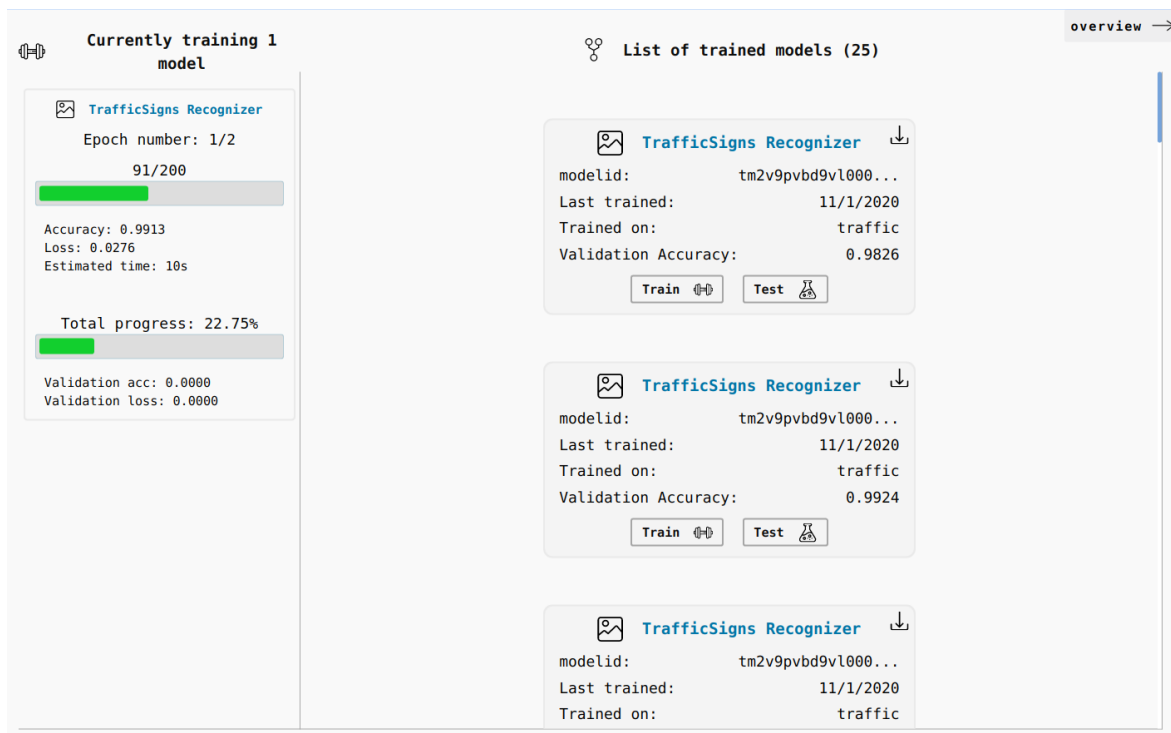 overview
Currently training 1
model
TrafficSigns Recognizer
Epoch number: 1/2
91/200
Accuracy: 0.9913
Loss: 0.0276
Estimated time: 10s
Total progress: 22.75%
Validation acc: 0.0000
Validation loss: 0.0000
List of trained models (25)
TrafficSigns Recognizer
modelid: tm2v9pvbd9vl000...
Last trained: 11/1/2020
Trained on: traffic
Validation Accuracy: 0.9826
Train Test
TrafficSigns Recognizer
modelid: tm2v9pvbd9vl000...
Last trained: 11/1/2020
Trained on: traffic
Validation Accuracy: 0.9924
Train Test
TrafficSigns Recognizer
modelid: tm2v9pvbd9vl000...
Last trained: 11/1/2020
Trained on: traffic